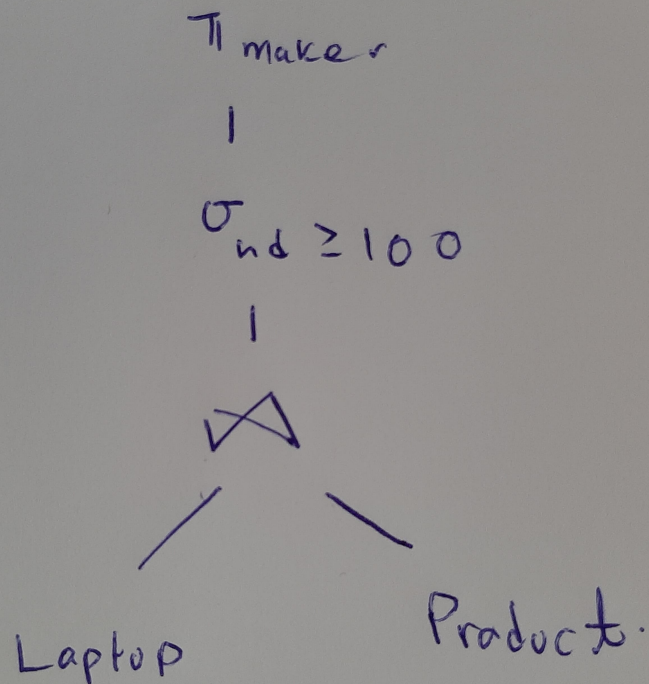 π maker
σ hd ≥ 100
⋈
Laptop
Product.